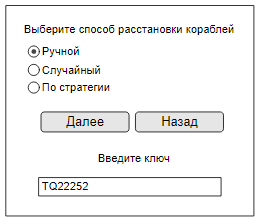 Выберите способ расстановки кораблей
Ручной
Случайный
По стратегии
Далее Назад
Введите ключ
TQ22252